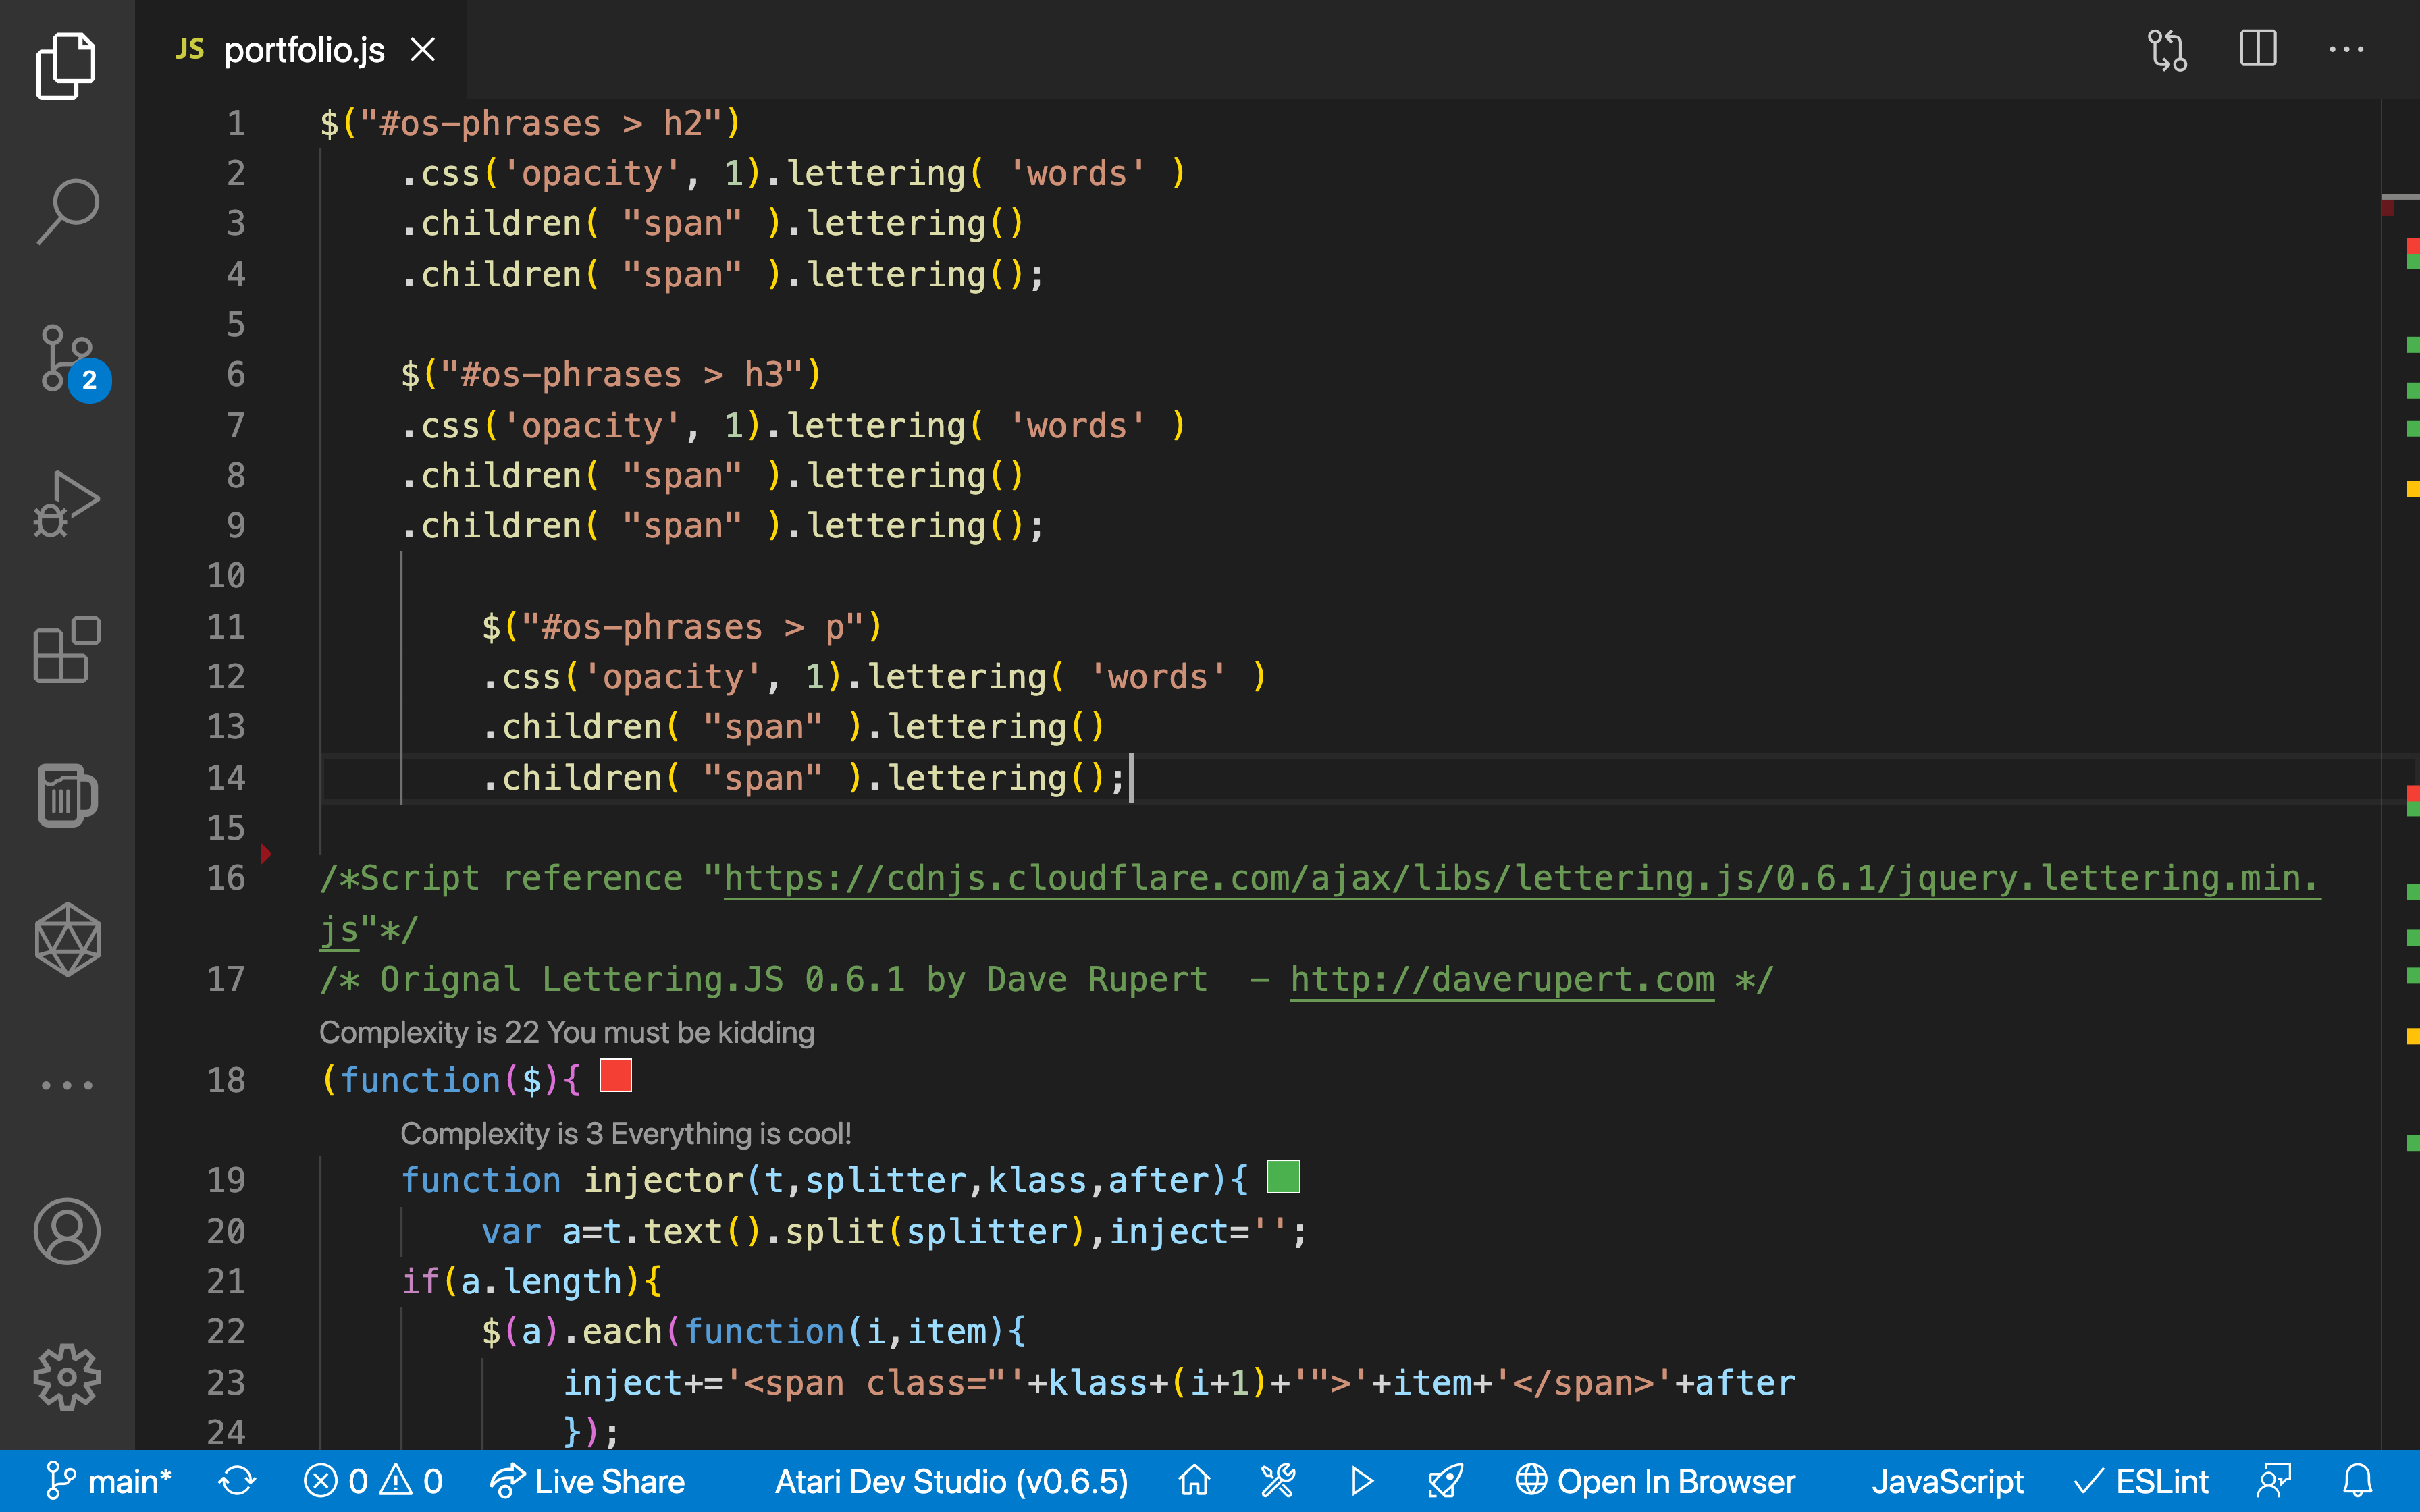 JS portfolio.js
1 $("#os-phrases > h2")
2 .css('opacity', 1).lettering( 'words' )
3 .children( "span" ).lettering()
4 .children( "span" ).lettering();
5
6 $("#os-phrases > h3")
7 .css('opacity', 1).lettering( 'words' )
8 .children( "span" ).lettering()
9 .children( "span" ).lettering();
10
11 $("#os-phrases > p")
12 .css('opacity', 1).lettering( 'words' )
13 .children( "span" ).lettering()
14 .children( "span" ).lettering();
15
16 /*Script reference "https://cdnjs.cloudflare.com/ajax/libs/lettering.js/0.6.1/jquery.lettering.min.
js"*/
17 /* Orignal Lettering.JS 0.6.1 by Dave Rupert  - http://daverupert.com */
Complexity is 22 You must be kidding
18 (function($){
Complexity is 3 Everything is cool!
19 function injector(t,splitter,klass,after){
20 var a=t.text().split(splitter),inject='';
21 if(a.length){
22 $(a).each(function(i,item){
23 inject+='<span class="'+klass+(i+1)+'">'+item+'</span>'+after
24 });
2
main* 0 0 Live Share Atari Dev Studio (v0.6.5) Open In Browser JavaScript ESLint